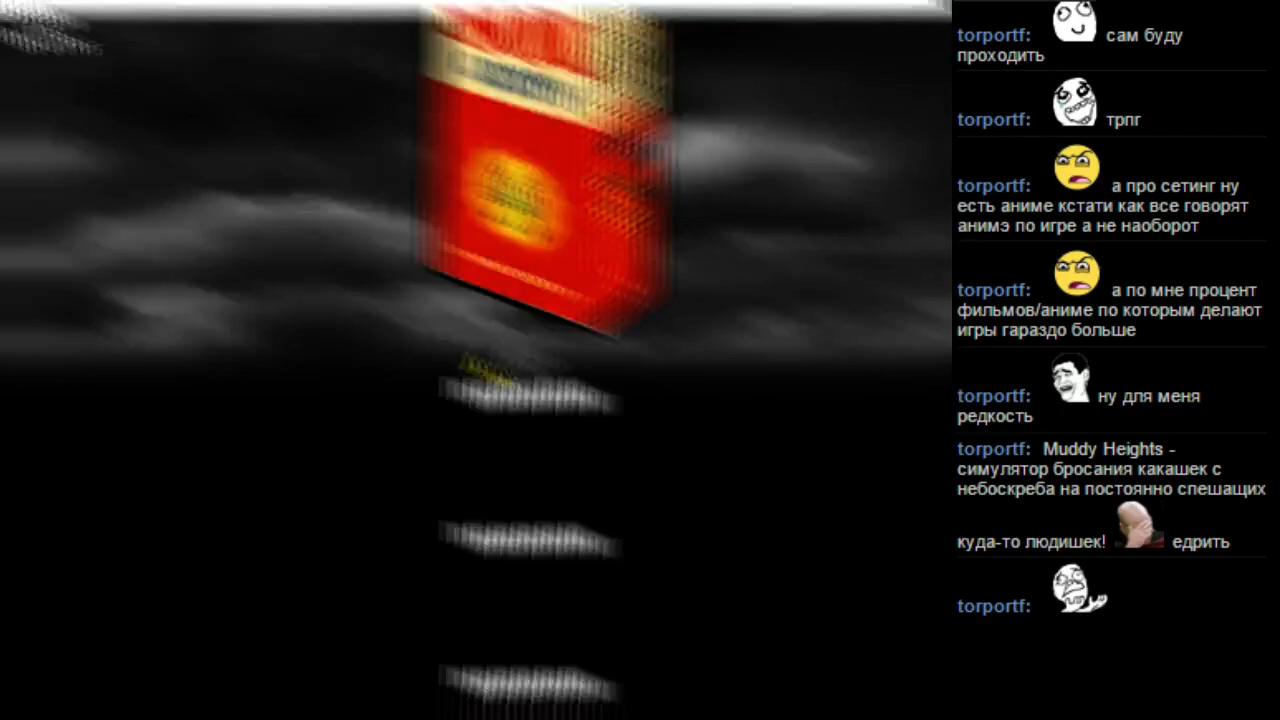 torportf: сам буду
проходить
torportf: трпг
torportf: а про сетинг ну
есть аниме кстати как все говорят
анимэ по игре а не наоборот
torportf: а по мне процент
фильмов/аниме по которым делают
игры гараздо больше
torportf: ну для меня
редкость
torportf: Muddy Heights -
симулятор бросания какашек с
небоскреба на постоянно спешащих
куда-то людишек! едрить
torportf: